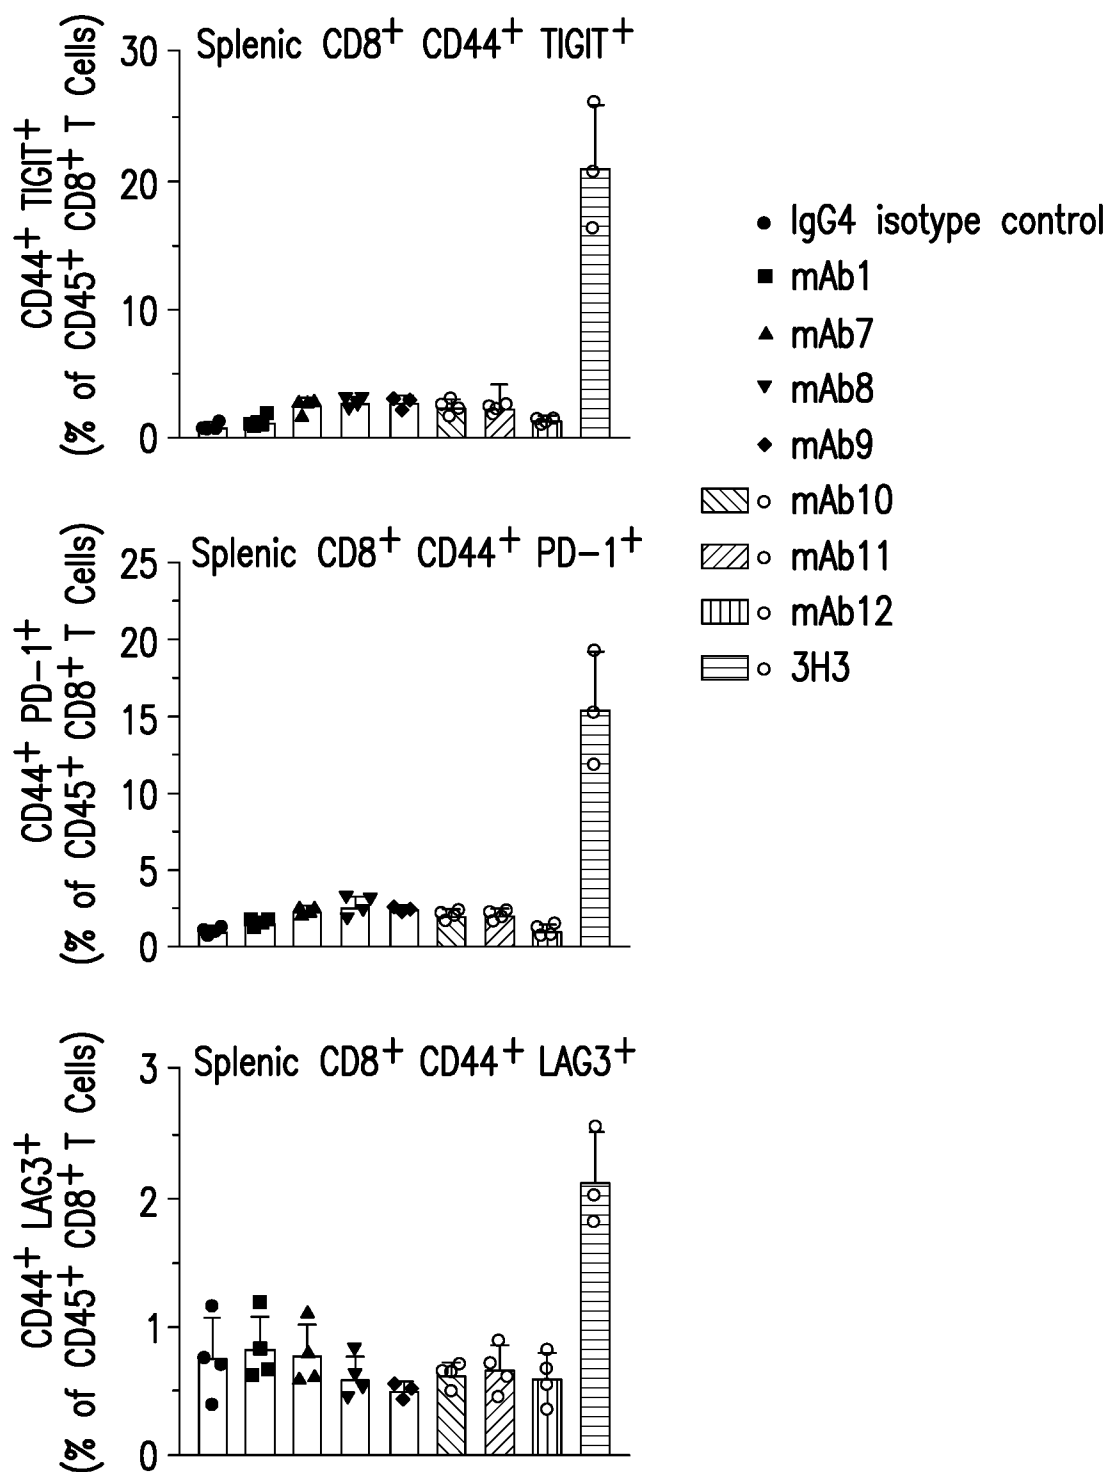 Splenic CD8+ CD44+ TIGIT+
CD44+ TIGIT+
(% of CD45+ CD8+ T Cells)
30
20
10
0
Splenic CD8+ CD44+ PD-1+
CD44+ PD-1+
(% of CD45+ CD8+ T Cells)
25
20
15
10
5
0
Splenic CD8+ CD44+ LAG3+
CD44+ LAG3+
(% of CD45+ CD8+ T Cells)
3
2
1
0
IgG4 isotype control
mAb1
mAb7
mAb8
mAb9
mAb10
mAb11
mAb12
3H3